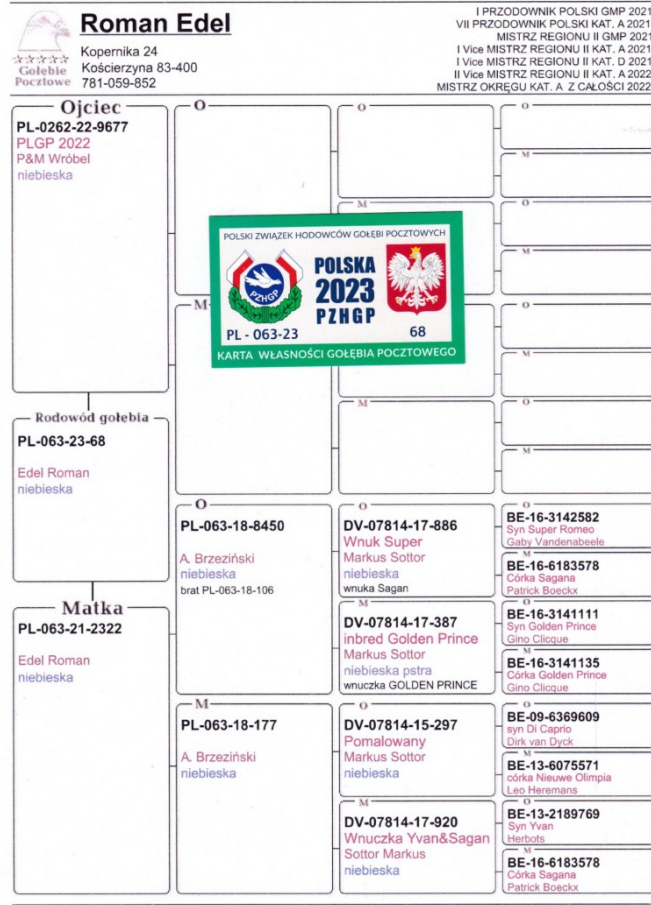 Roman Edel
Kopernika 24
Kościerzyna 83-400
781-059-852
Gołębie
Pocztowe
I PRZODOWNIK POLSKI GMP 2021
VII PRZODOWNIK POLSKI KAT. A 2021
MISTRZ REGIONU II GMP 2021
I Vice MISTRZ REGIONU II KAT. A 2021
I Vice MISTRZ REGIONU II KAT. D 2021
II Vice MISTRZ REGIONU II KAT. A 2022
MISTRZ OKRĘGU KAT. A Z CAŁOŚCI 2022
Ojciec
PL-0262-22-9677
PLGP 2022
P&M Wróbel
niebieska
O
M
O
M
O
M
O
M
O
M
O
M
O
M
POLSKI ZWIĄZEK HODOWCÓW GOŁĘBI POCZTOWYCH
PZHGP
POLSKA
2023
PZHGP
PL - 063-23
68
KARTA WŁASNOŚCI GOŁĘBIA POCZTOWEGO
Rodowód gołębia
PL-063-23-68
Edel Roman
niebieska
Matka
PL-063-21-2322
Edel Roman
niebieska
O
PL-063-18-8450
A. Brzeziński
niebieska
brat PL-063-18-106
M
PL-063-18-177
A. Brzeziński
niebieska
O
DV-07814-17-886
Wnuk Super
Markus Sottor
niebieska
wnuka Sagan
M
DV-07814-17-387
inbred Golden Prince
Markus Sottor
niebieska pstra
wnuczka GOLDEN PRINCE
O
DV-07814-15-297
Pomalowany
Markus Sottor
niebieska
M
DV-07814-17-920
Wnuczka Yvan&Sagan
Sottor Markus
niebieska
O
BE-16-3142582
Syn Super Romeo
Gaby Vandenabeele
M
BE-16-6183578
Córka Sagana
Patrick Boeckx
O
BE-16-3141111
Syn Golden Prince
Gino Clicque
M
BE-16-3141135
Córka Golden Prince
Gino Clicque
O
BE-09-6369609
syn Di Caprio
Dirk van Dyck
M
BE-13-6075571
córka Nieuwe Olimpia
Leo Heremans
O
BE-13-2189769
Syn Yvan
Herbots
M
BE-16-6183578
Córka Sagana
Patrick Boeckx